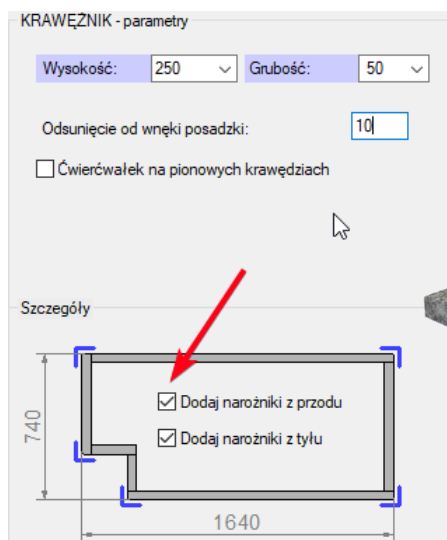 KRAWĘŻNIK - parametry
Wysokość: 250 Grubość: 50
Odsunięcie od wnęki posadzki: 10
Ćwierćwałek na pionowych krawędziach
Szczegóły
Dodaj narożniki z przodu
740
Dodaj narożniki z tyłu
1640